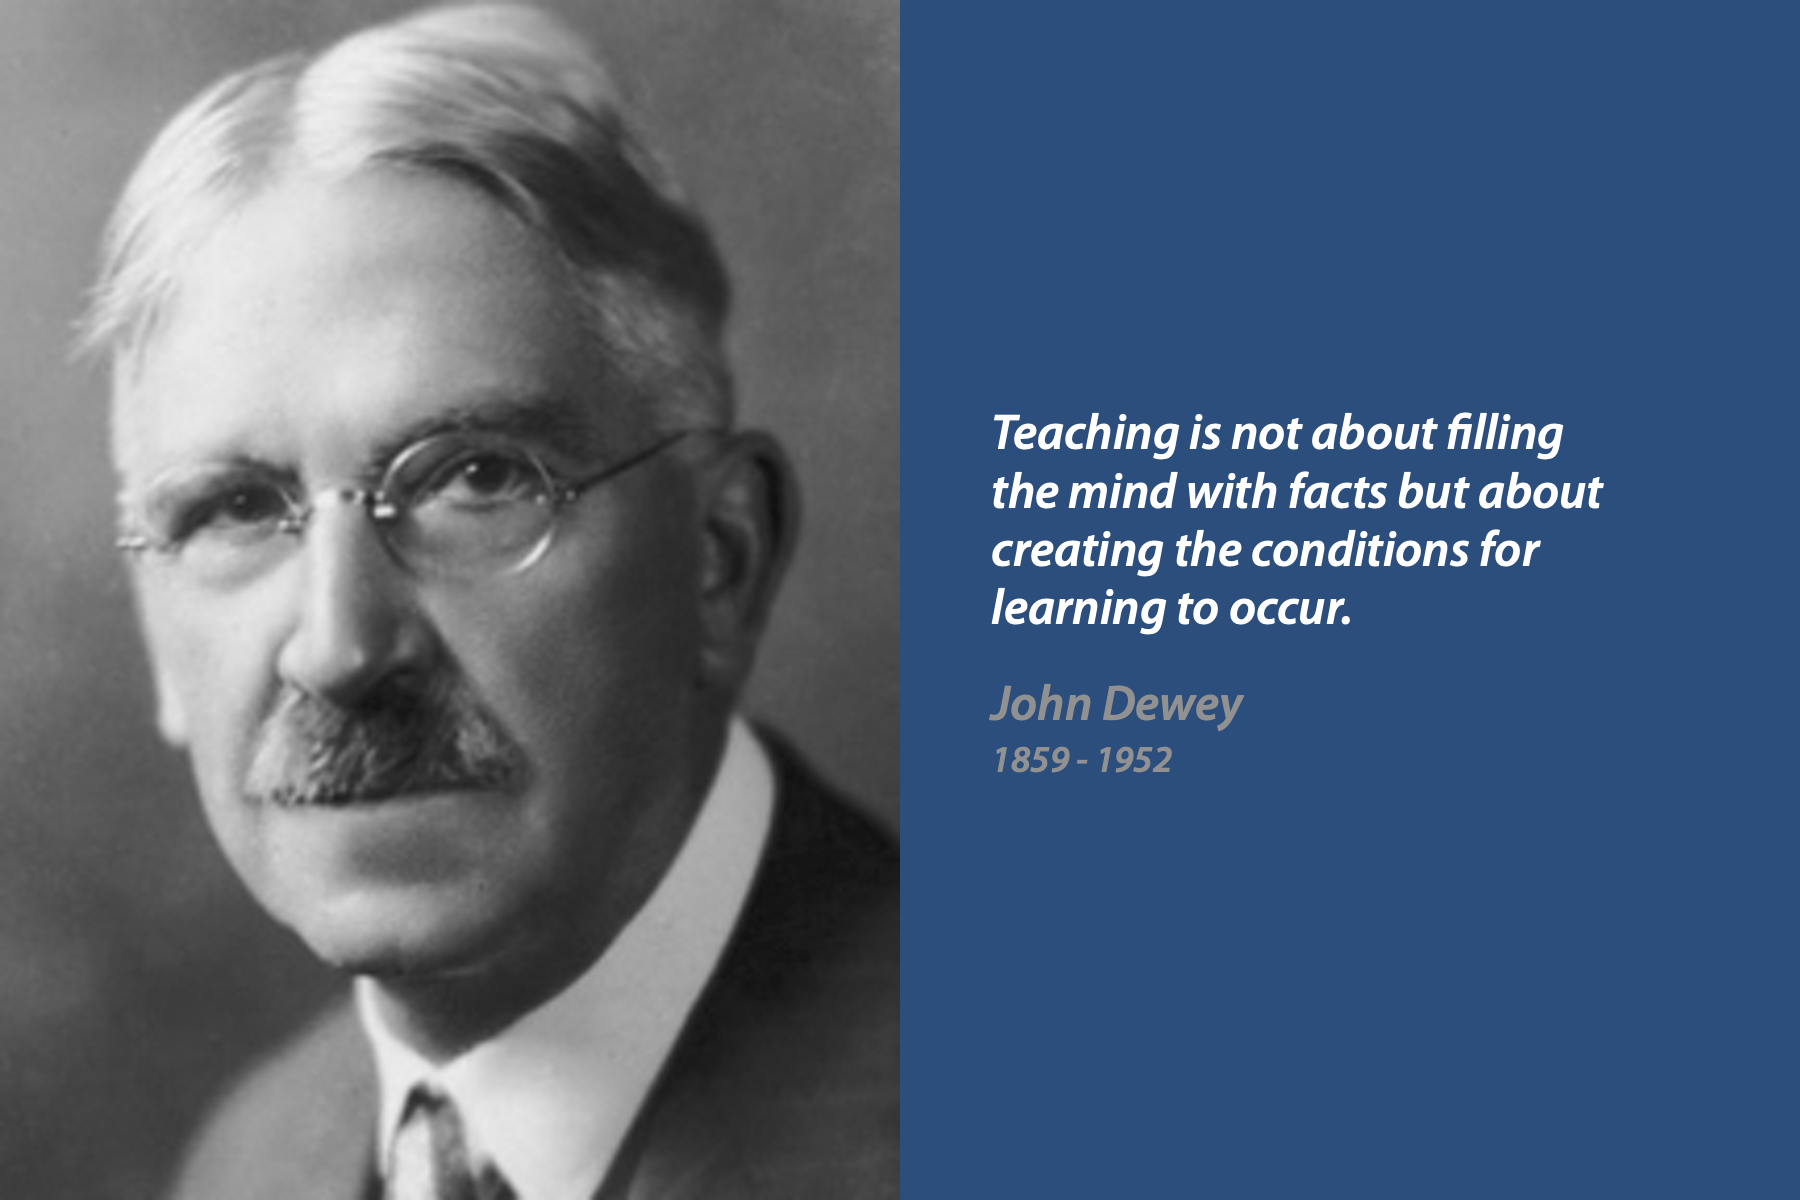 Teaching is not about filling
the mind with facts but about
creating the conditions for
learning to occur.
John Dewey
1859 - 1952